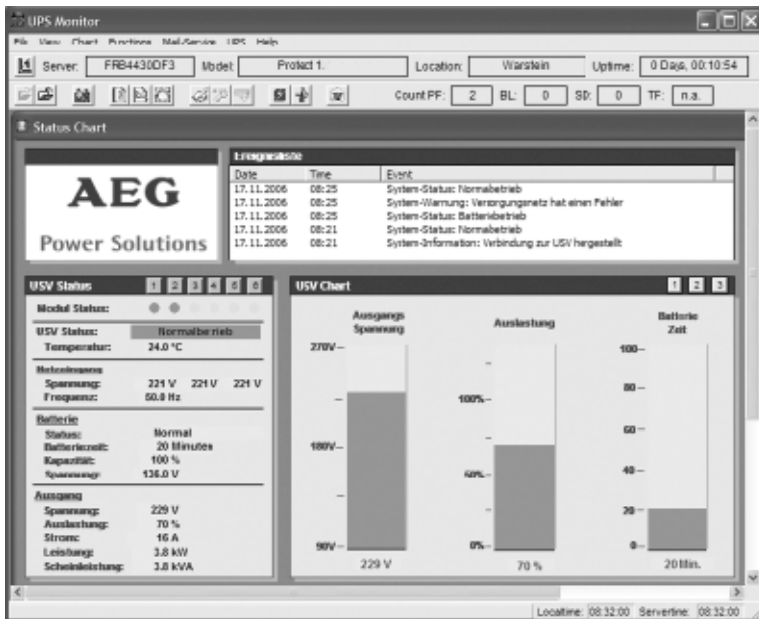 UPS Monitor
File View Chart Functions Mail-Service UPS Help
Server: FRB4430DF3 Model: Protect 1. Location: Warstein Uptime: 0 Days, 00:10:54
Count PF: 2 BL: 0 SD: 0 TF: n.a.
Status Chart
AEG
Power Solutions
Ereignisliste
Date Time Event
17.11.2006 08:25 System-Status: Normabetrieb
17.11.2006 08:25 System-Warnung: Versorgungsnetz hat einen Fehler
17.11.2006 08:25 System-Status: Batteriebetrieb
17.11.2006 08:21 System-Status: Normabetrieb
17.11.2006 08:21 System-Information: Verbindung zur USV hergestellt
USV Status 1 2 3 4 5 6
Modul Status:
USV Status: Normalbetrieb
Temperatur: 24.0 °C
Netzeingang
Spannung: 221 V 221 V 221 V
Frequenz: 50.0 Hz
Batterie
Status: Normal
Batteriezeit: 20 Minuten
Kapazität: 100 %
Spannung: 136.0 V
Ausgang
Spannung: 229 V
Auslastung: 70 %
Strom: 16 A
Leistung: 3.8 kW
Scheinleistung: 3.8 kVA
USV Chart 1 2 3
Ausgangs
Spannung
270V
180V
90V
229 V
Auslastung
100%
50%
0%
70 %
Batterie
Zeit
100
80
60
40
20
0
20 Min.
Localtime: 08:32:00 Servertime: 08:32:00